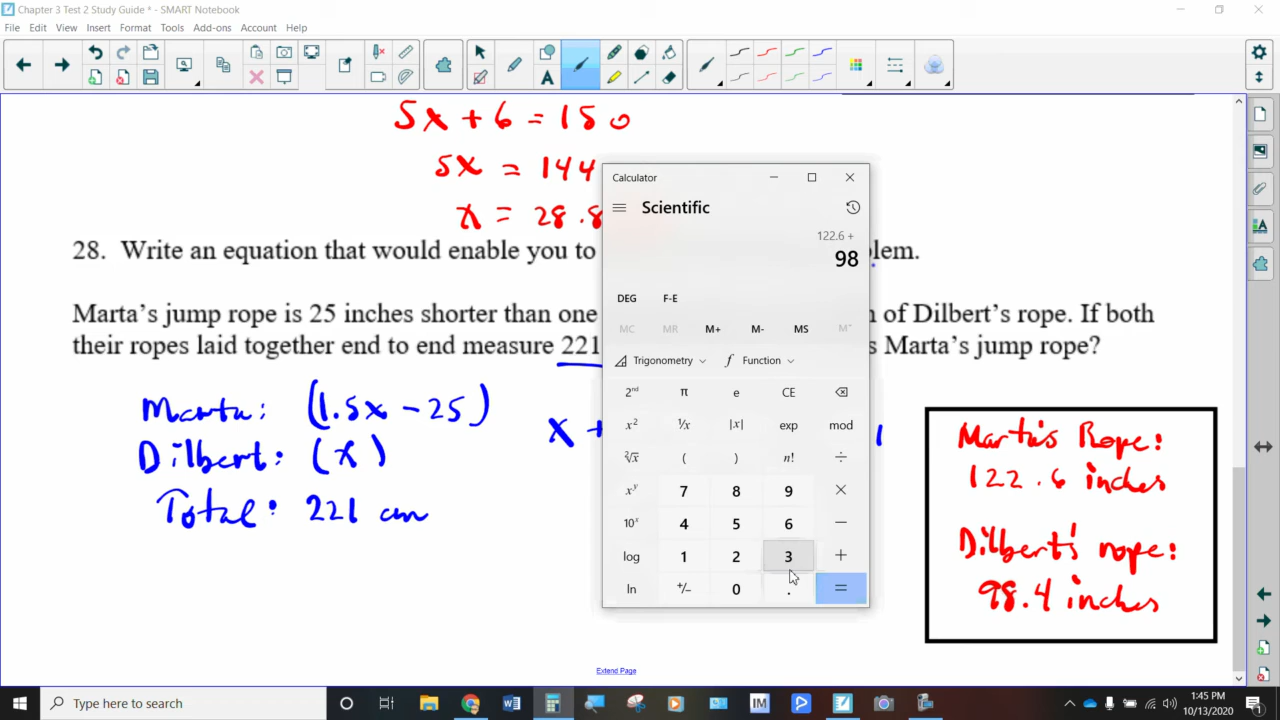 Chapter 3 Test 2 Study Guide * - SMART Notebook
File Edit View Insert Format Tools Add-ons Account Help
5x + 6 = 150
5x = 144
x = 28.8
28. Write an equation that would enable you to
lem.
Marta's jump rope is 25 inches shorter than one
n of Dilbert's rope. If both
their ropes laid together end to end measure 221
s Marta's jump rope?
Marta: (1.5x - 25)
Dilbert: (x)
Total: 221 cm
x +
1
Calculator
Scientific
122.6 +
98
DEG F-E
MC MR M+ M- MS M˅
Trigonometry Function
2ⁿᵈ π e CE
x² ¹/x |x| exp mod
²√x ( ) n! ÷
xʸ 7 8 9 ×
10ˣ 4 5 6 −
log 1 2 3 +
ln +/− 0 . =
Marta's Rope:
122.6 inches
Dilbert's rope:
98.4 inches
Extend Page
Type here to search
IM
1:45 PM
10/13/2020